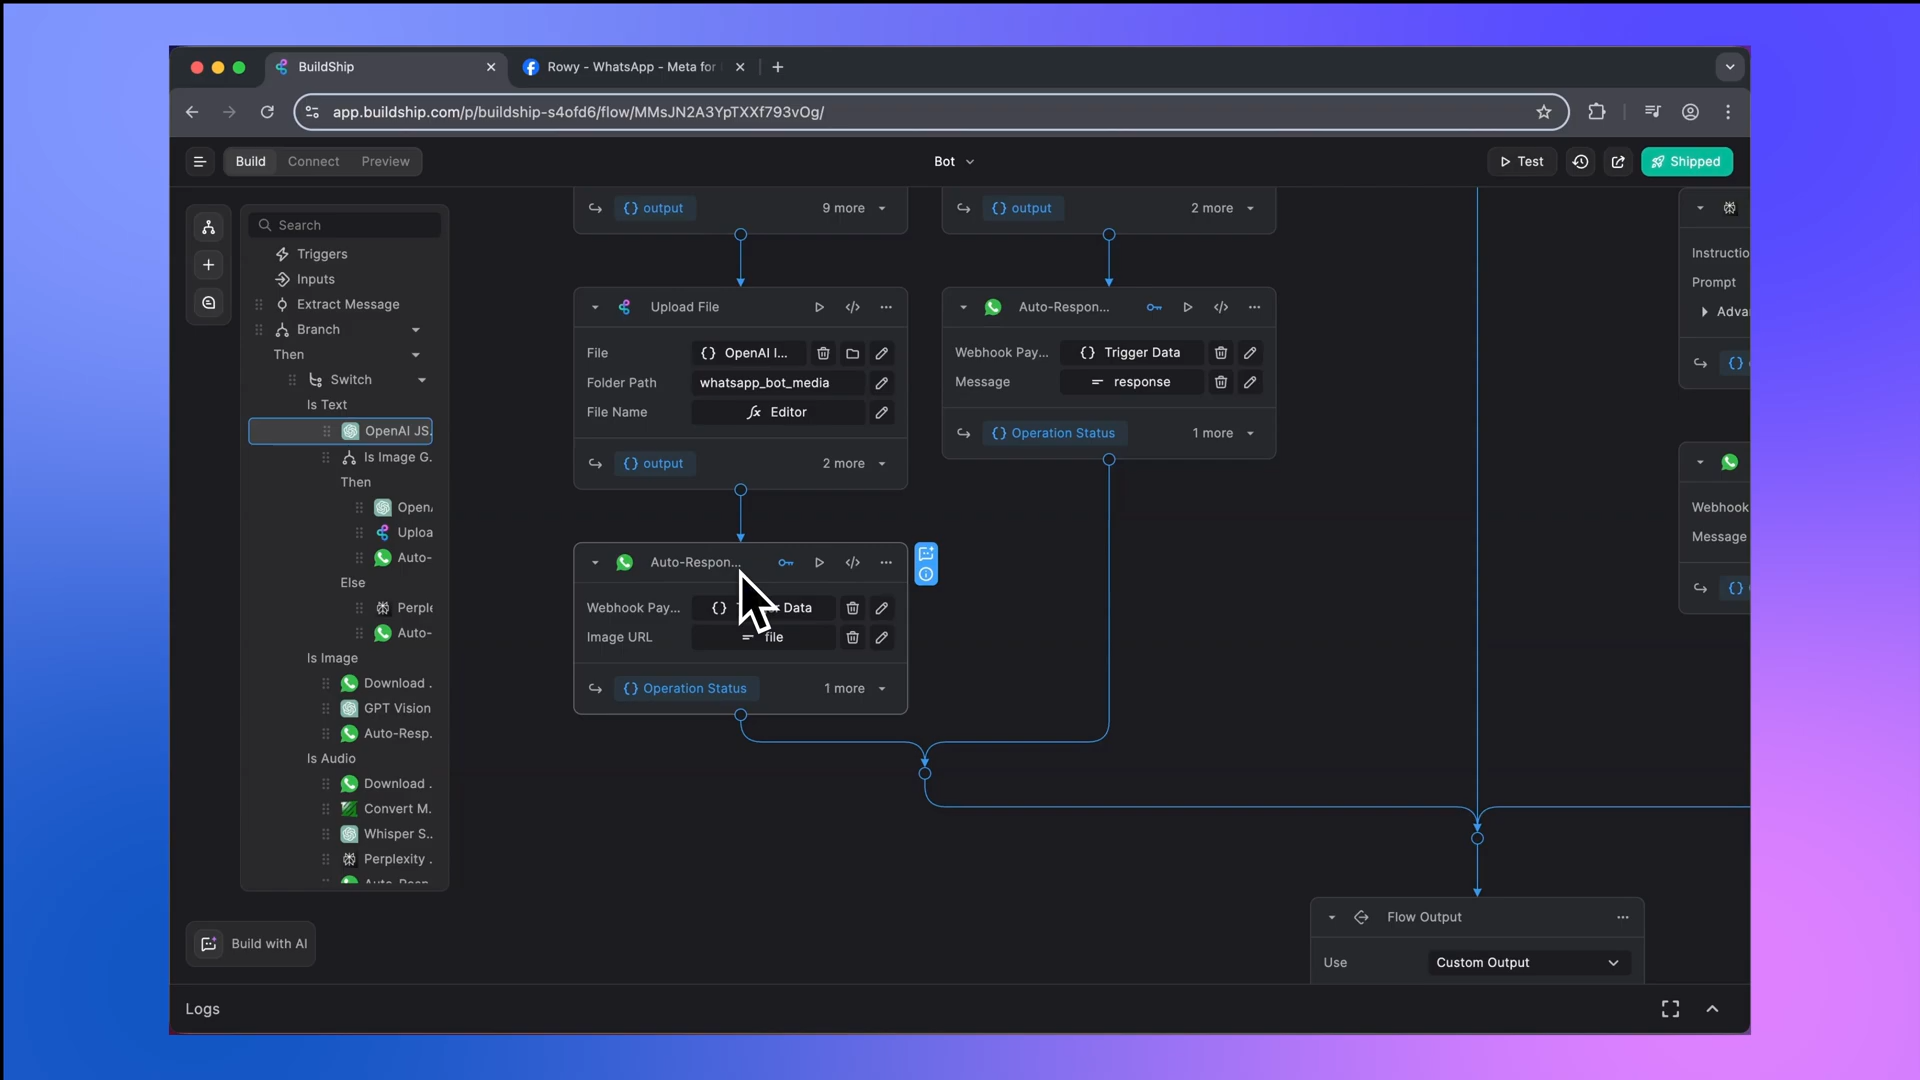 BuildShip
Rowy - WhatsApp - Meta for
app.buildship.com/p/buildship-s4ofd6/flow/MMsJN2A3YpTXXf793vOg/
Build
Connect
Preview
Bot
Test
Shipped
Search
Triggers
Inputs
Extract Message
Branch
Then
Switch
Is Text
OpenAI JS.
Is Image G.
Then
Open
Uploa
Auto-
Else
Perple
Auto-
Is Image
Download .
GPT Vision
Auto-Resp.
Is Audio
Download .
Convert M.
Whisper S..
Perplexity .
Build with AI
output
9 more
output
2 more
Upload File
File
OpenAI I...
Folder Path
whatsapp_bot_media
File Name
Editor
output
2 more
Auto-Respon...
Webhook Pay...
Trigger Data
Message
response
Operation Status
1 more
Auto-Respon...
Webhook Pay...
Data
Image URL
file
Operation Status
1 more
Instructio
Prompt
Adva
Webhook
Message
Flow Output
Use
Custom Output
Logs